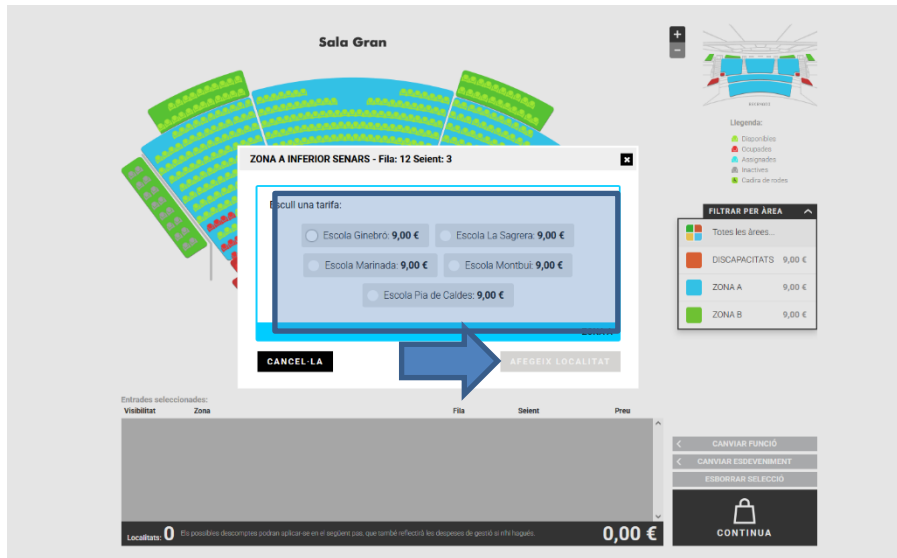 Sala Gran
+
−
ESCENARI
Llegenda:
Disponibles
Ocupades
Assignades
Inactives
Cadira de rodes
ZONA A INFERIOR SENARS - Fila: 12 Seient: 3
Escull una tarifa:
Escola Ginebró: 9,00 €
Escola La Sagrera: 9,00 €
Escola Marinada: 9,00 €
Escola Montbui: 9,00 €
Escola Pia de Caldes: 9,00 €
CANCEL·LA
AFEGEIX LOCALITAT
FILTRAR PER ÀREA
Totes les àrees...
DISCAPACITATS 9,00 €
ZONA A 9,00 €
ZONA B 9,00 €
Entrades seleccionades:
Visibilitat Zona Fila Seient Preu
Localitats: 0 Els possibles descomptes podran aplicar-se en el següent pas, que també reflectirà les despeses de gestió si n'hi hagués. 0,00 €
CANVIAR FUNCIÓ
CANVIAR ESDEVENIMENT
ESBORRAR SELECCIÓ
CONTINUA